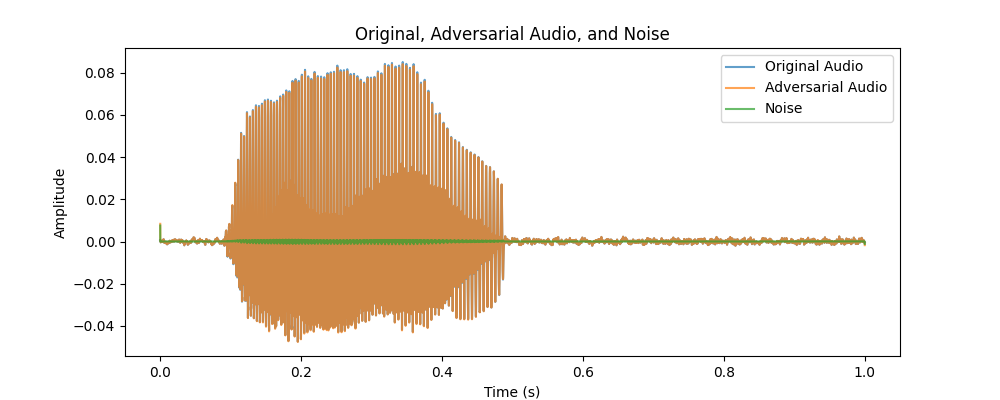 Original, Adversarial Audio, and Noise
Original Audio
Adversarial Audio
Noise
Amplitude
0.08
0.06
0.04
0.02
0.00
−0.02
−0.04
0.0 0.2 0.4 0.6 0.8 1.0
Time (s)